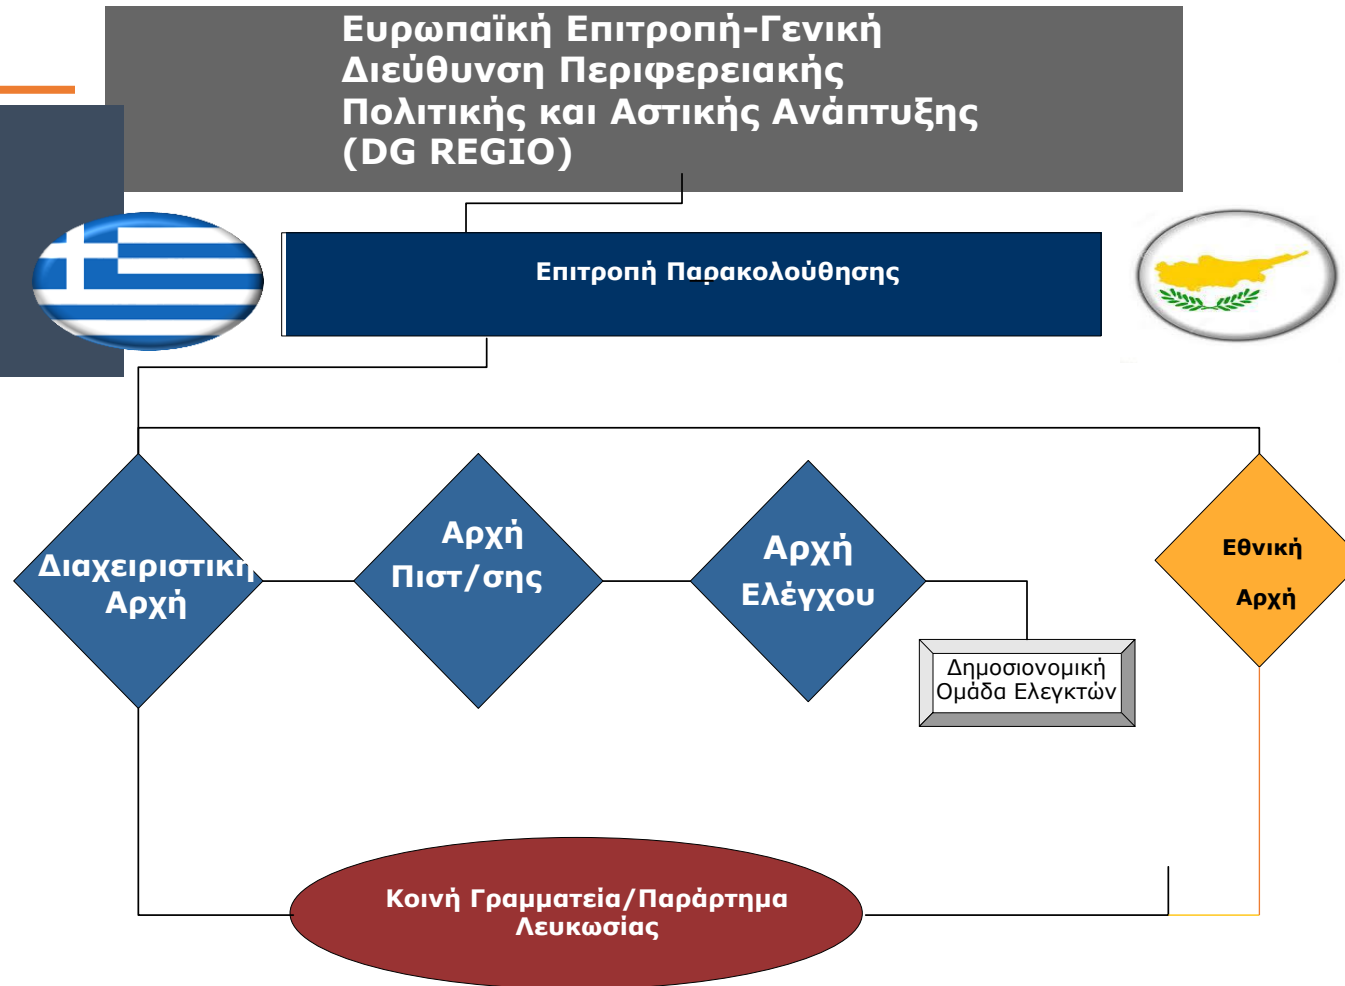 Ευρωπαϊκή Επιτροπή-Γενική
Διεύθυνση Περιφερειακής
Πολιτικής και Αστικής Ανάπτυξης
(DG REGIO)
Επιτροπή Παρακολούθησης
Διαχειριστική
Αρχή
Αρχή
Πιστ/σης
Αρχή
Ελέγχου
Εθνική
Αρχή
Δημοσιονομική
Ομάδα Ελεγκτών
Κοινή Γραμματεία/Παράρτημα
Λευκωσίας